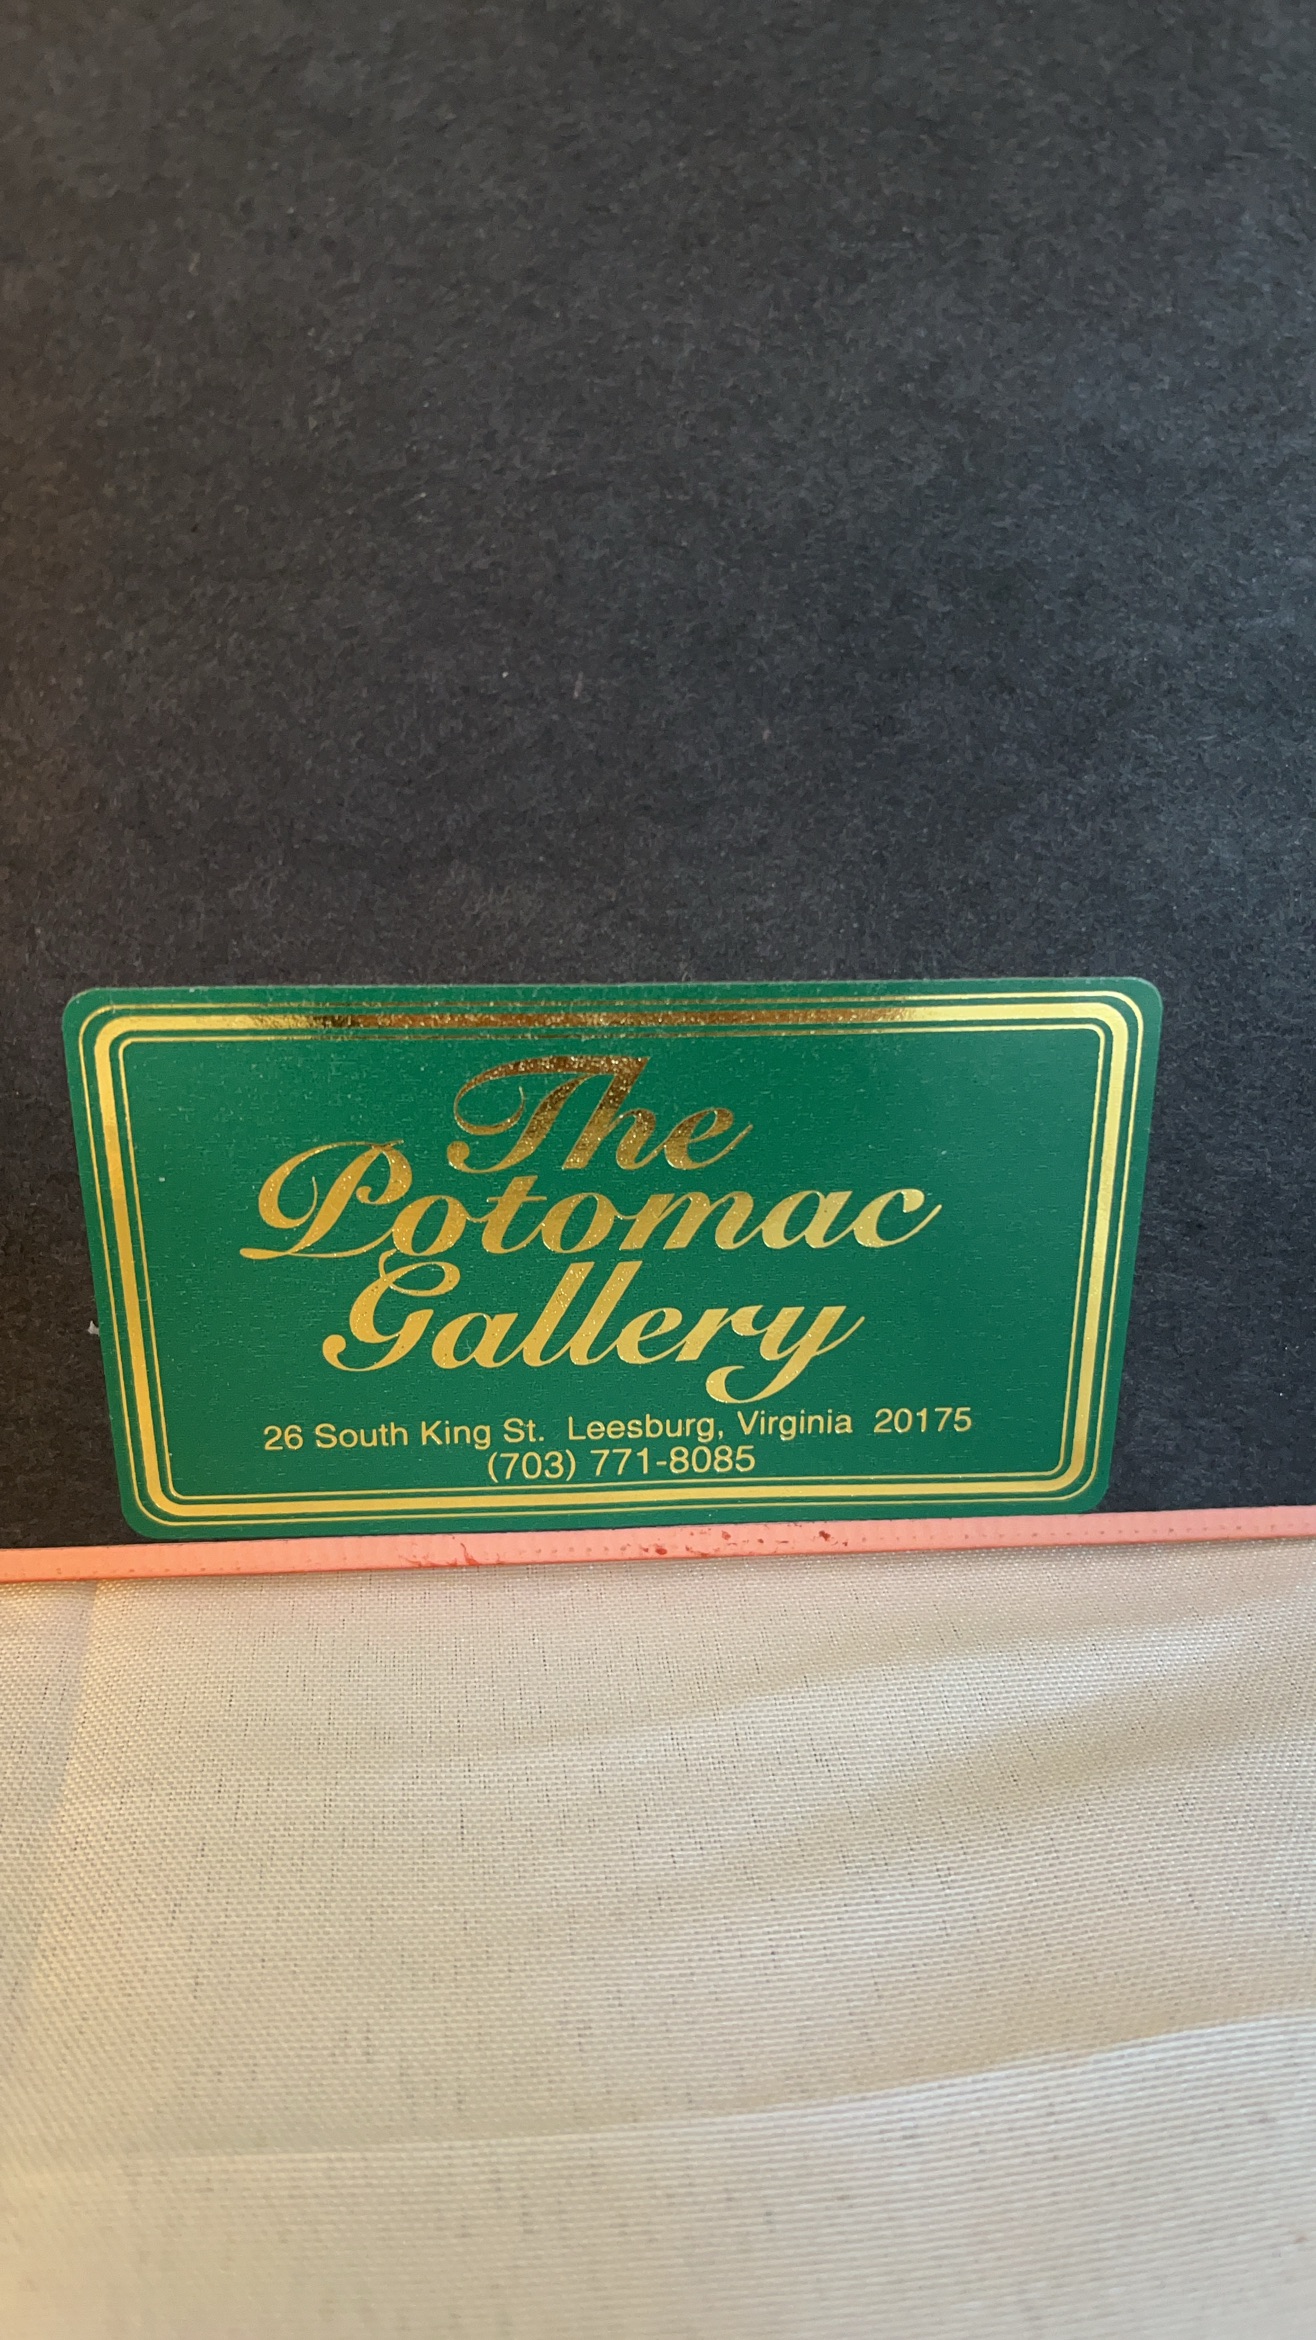 The
Potomac
Gallery
26 South King St. Leesburg, Virginia 20175
(703) 771-8085